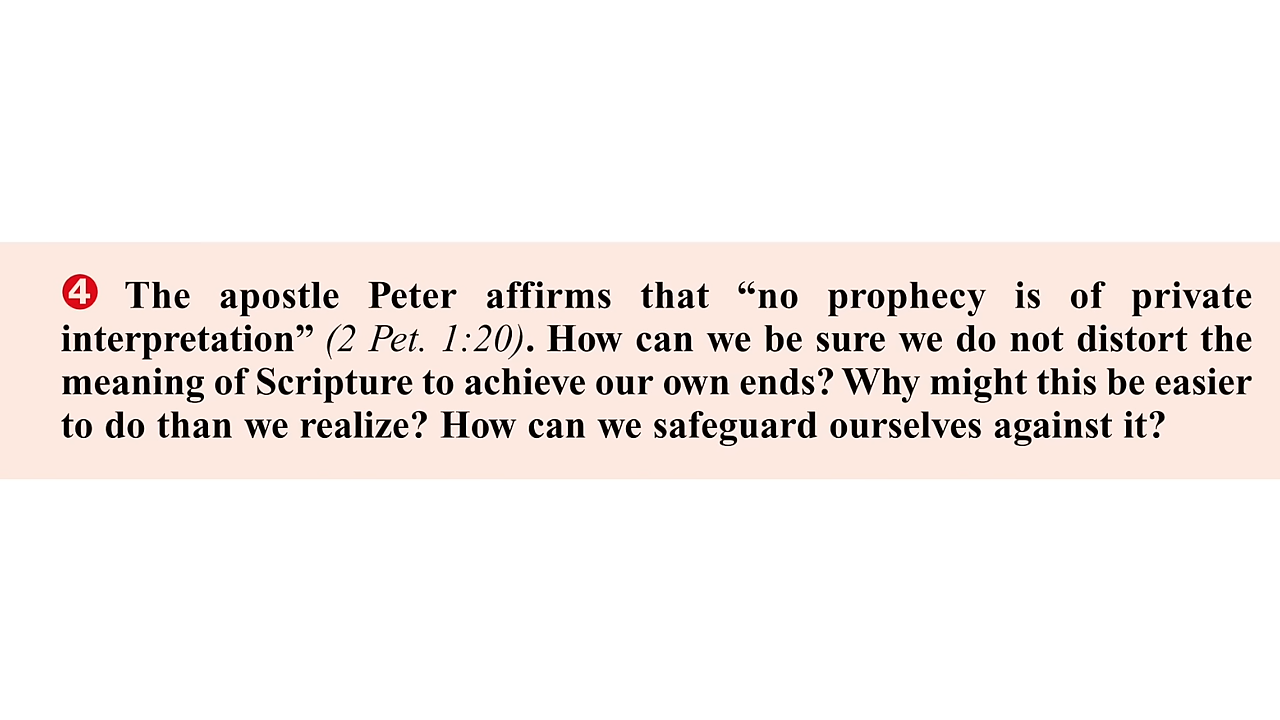 ❹ The apostle Peter affirms that “no prophecy is of private
interpretation” (2 Pet. 1:20). How can we be sure we do not distort the
meaning of Scripture to achieve our own ends? Why might this be easier
to do than we realize? How can we safeguard ourselves against it?